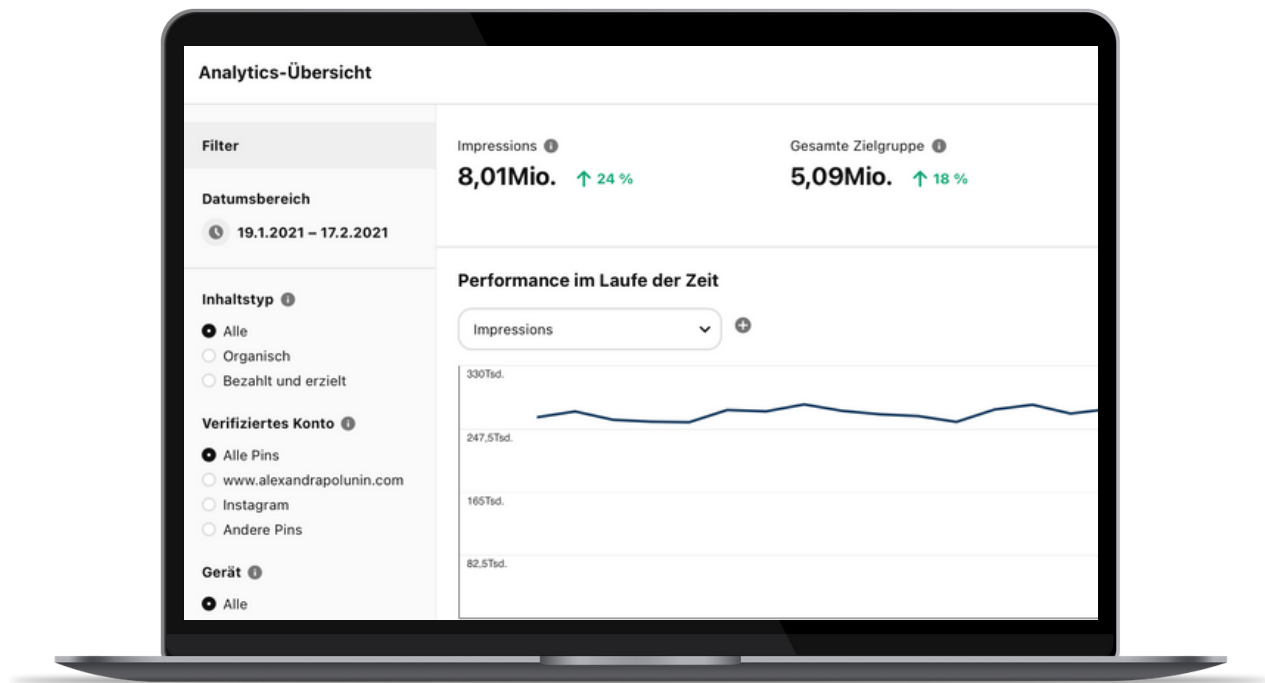 Analytics-Übersicht
Filter
Datumsbereich
19.1.2021 – 17.2.2021
Inhaltstyp
Alle
Organisch
Bezahlt und erzielt
Verifiziertes Konto
Alle Pins
www.alexandrapolunin.com
Instagram
Andere Pins
Gerät
Alle
Impressions
8,01Mio. ↑ 24 %
Gesamte Zielgruppe
5,09Mio. ↑ 18 %
Performance im Laufe der Zeit
Impressions
330Tsd.
247,5Tsd.
165Tsd.
82,5Tsd.